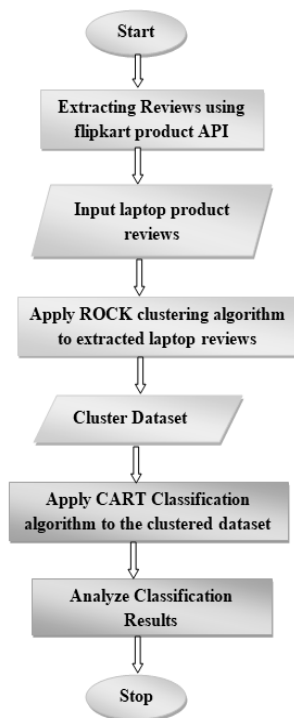 Start
Extracting Reviews using
flipkart product API
Input laptop product
reviews
Apply ROCK clustering algorithm
to extracted laptop reviews
Cluster Dataset
Apply CART Classification
algorithm to the clustered dataset
Analyze Classification
Results
Stop